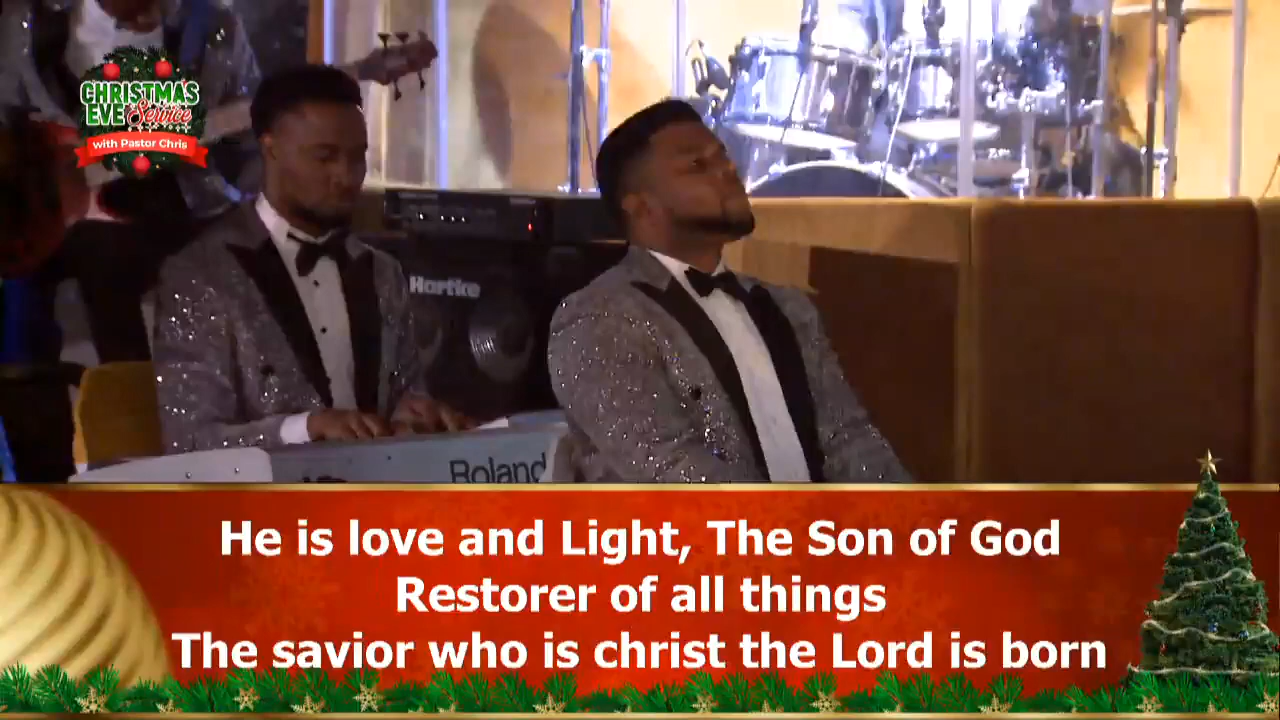 CHRISTMAS
EVE Service
with Pastor Chris
Hartke
Roland
He is love and Light, The Son of God
Restorer of all things
The savior who is christ the Lord is born